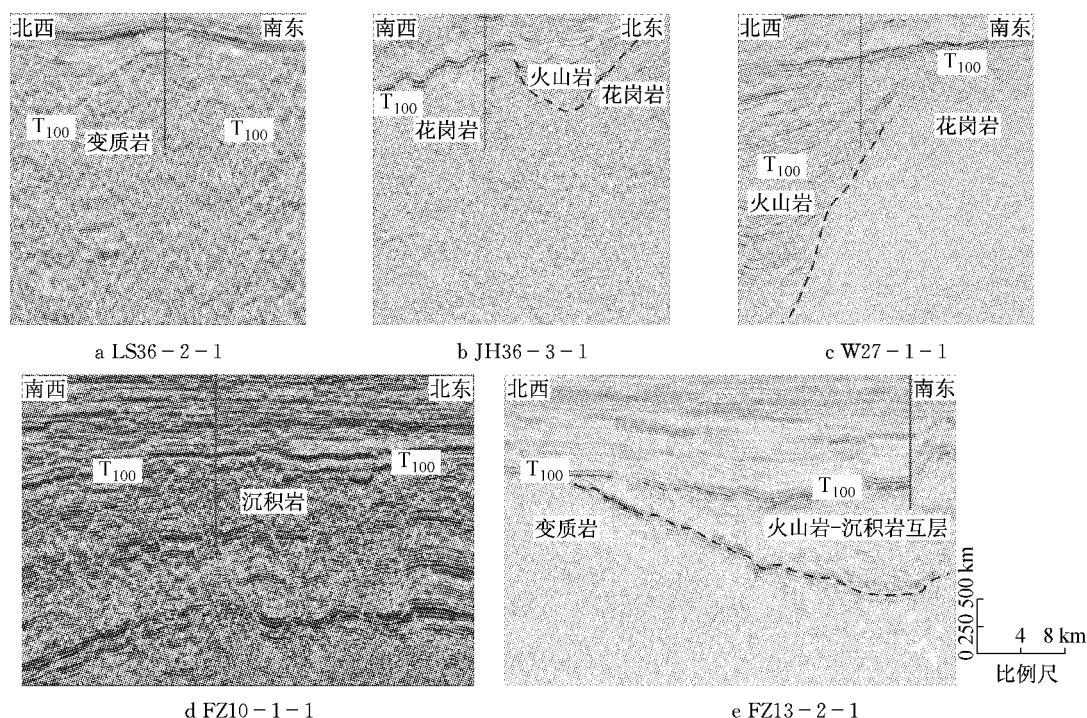 北西
南东
T100
变质岩
T100
a LS36-2-1
南西
北东
T100
火山岩
花岗岩
花岗岩
b JH36-3-1
北西
南东
T100
花岗岩
T100
火山岩
c W27-1-1
南西
北东
T100
T100
沉积岩
d FZ10-1-1
北西
南东
T100
T100
变质岩
火山岩-沉积岩互层
e FZ13-2-1
0 250 500 km
4 8 km
比例尺